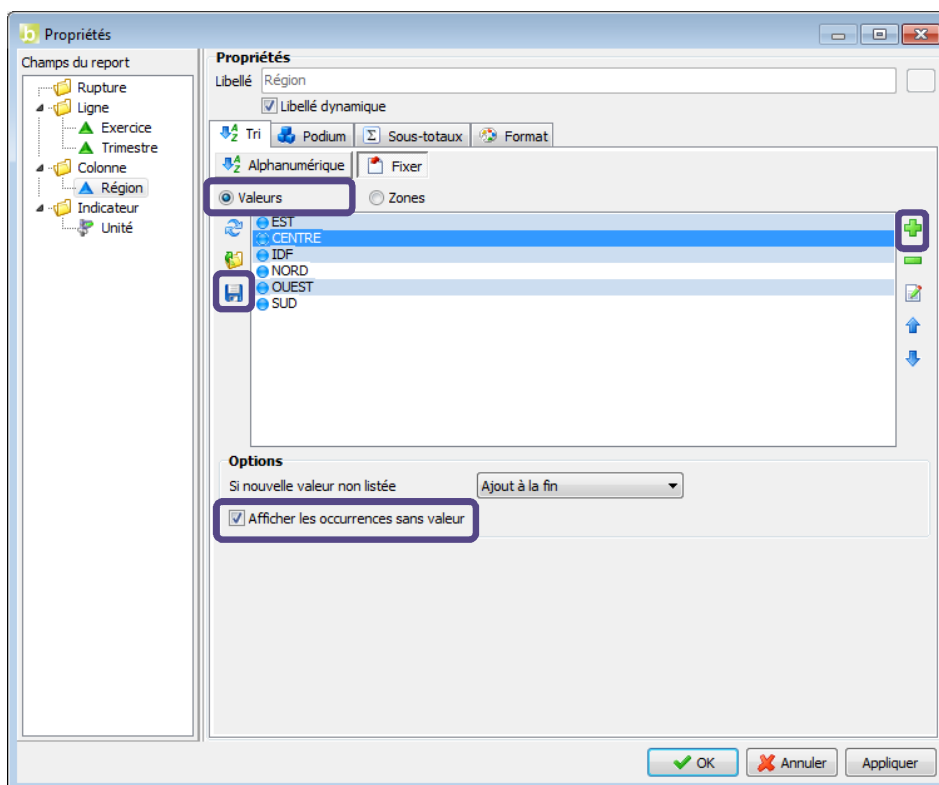 Propriétés
Champs du report
Rupture
Ligne
Exercice
Trimestre
Colonne
Région
Indicateur
Unité
Propriétés
Libellé Région
Libellé dynamique
Tri Podium Sous-totaux Format
Alphanumérique Fixer
Valeurs Zones
EST
CENTRE
IDF
NORD
OUEST
SUD
Options
Si nouvelle valeur non listée Ajout à la fin
Afficher les occurrences sans valeur
OK Annuler Appliquer